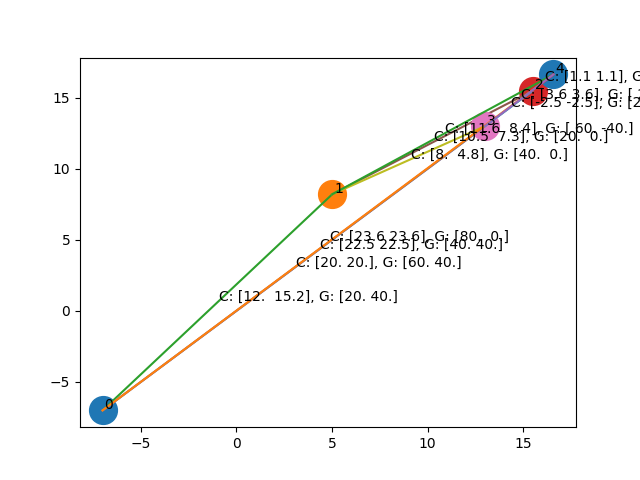 4
C: [1.1 1.1], G
2
C: [3.6 3.6], G: [
15
C: [-2.5 -2.5], G: [2
3
C: [11.6 8.4], G: [ 60. -40.]
C: [10.5 7.3], G: [20. 0.]
10
C: [8. 4.8], G: [40. 0.]
1
5
C: [23.6 23.6], G: [80. 0.]
C: [22.5 22.5], G: [40. 40.]
C: [20. 20.], G: [60. 40.]
0
C: [12. 15.2], G: [20. 40.]
−5
0
−5
0
5
10
15